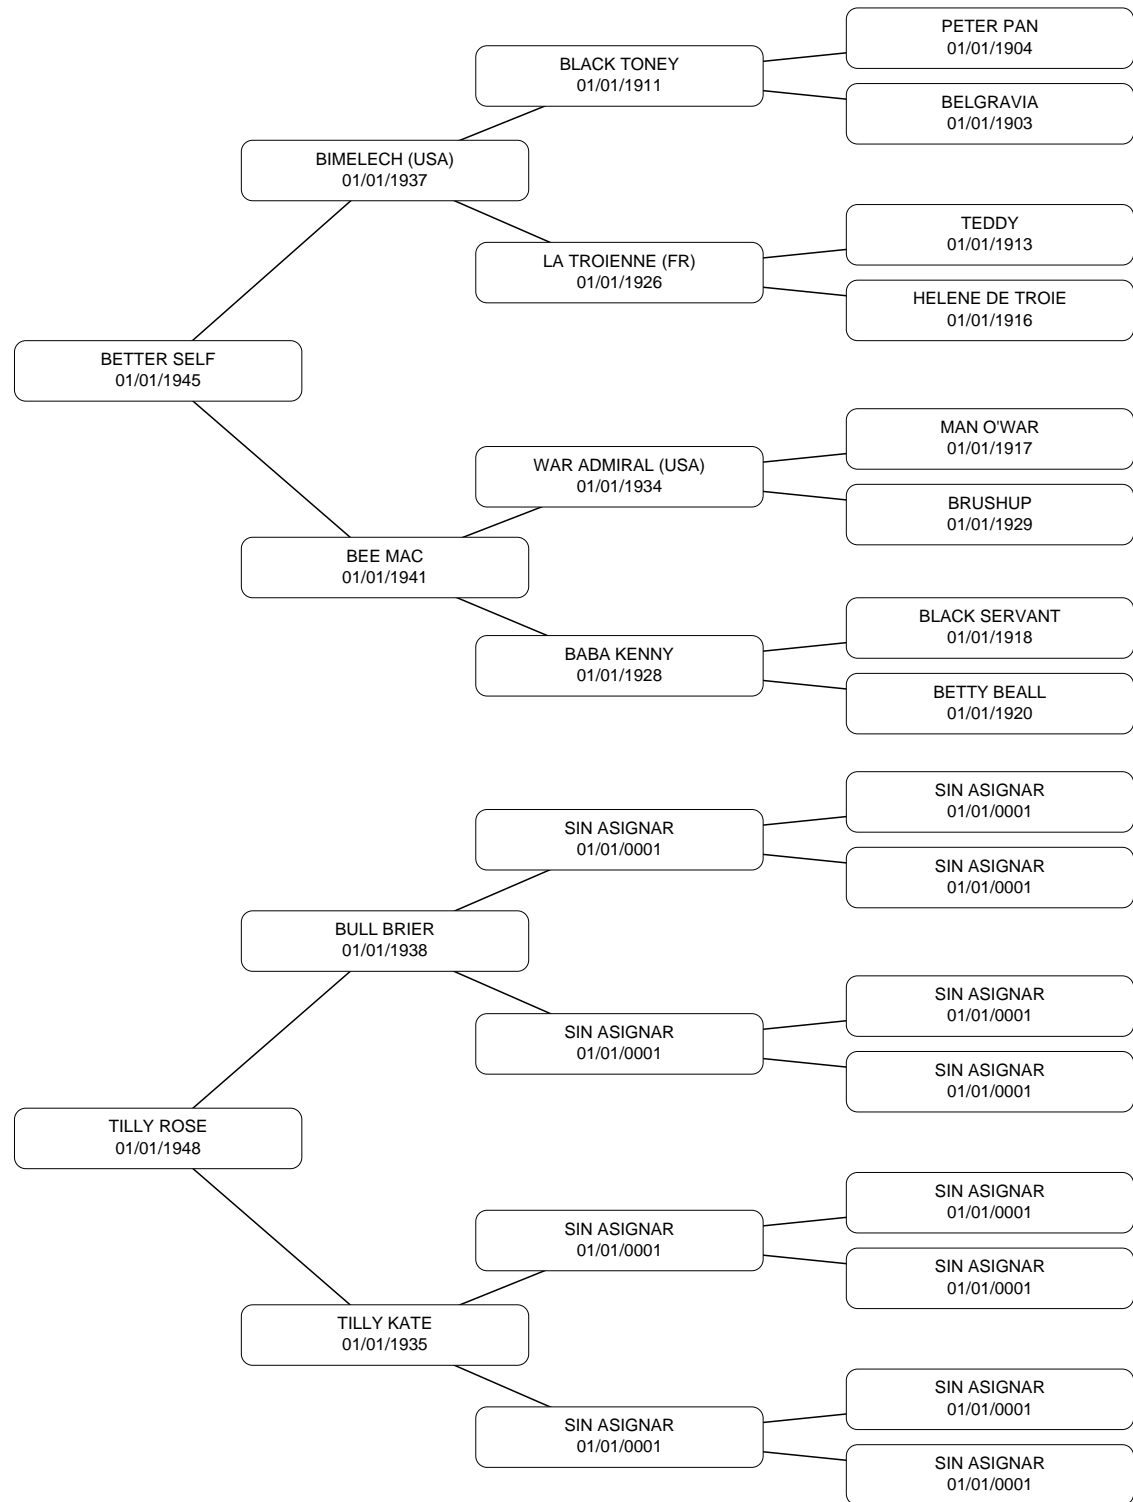 PETER PAN
01/01/1904
BLACK TONEY
01/01/1911
BELGRAVIA
01/01/1903
BIMELECH (USA)
01/01/1937
TEDDY
01/01/1913
LA TROIENNE (FR)
01/01/1926
HELENE DE TROIE
01/01/1916
BETTER SELF
01/01/1945
MAN O'WAR
01/01/1917
WAR ADMIRAL (USA)
01/01/1934
BRUSHUP
01/01/1929
BEE MAC
01/01/1941
BLACK SERVANT
01/01/1918
BABA KENNY
01/01/1928
BETTY BEALL
01/01/1920
SIN ASIGNAR
01/01/0001
SIN ASIGNAR
01/01/0001
SIN ASIGNAR
01/01/0001
BULL BRIER
01/01/1938
SIN ASIGNAR
01/01/0001
SIN ASIGNAR
01/01/0001
SIN ASIGNAR
01/01/0001
TILLY ROSE
01/01/1948
SIN ASIGNAR
01/01/0001
SIN ASIGNAR
01/01/0001
SIN ASIGNAR
01/01/0001
TILLY KATE
01/01/1935
SIN ASIGNAR
01/01/0001
SIN ASIGNAR
01/01/0001
SIN ASIGNAR
01/01/0001